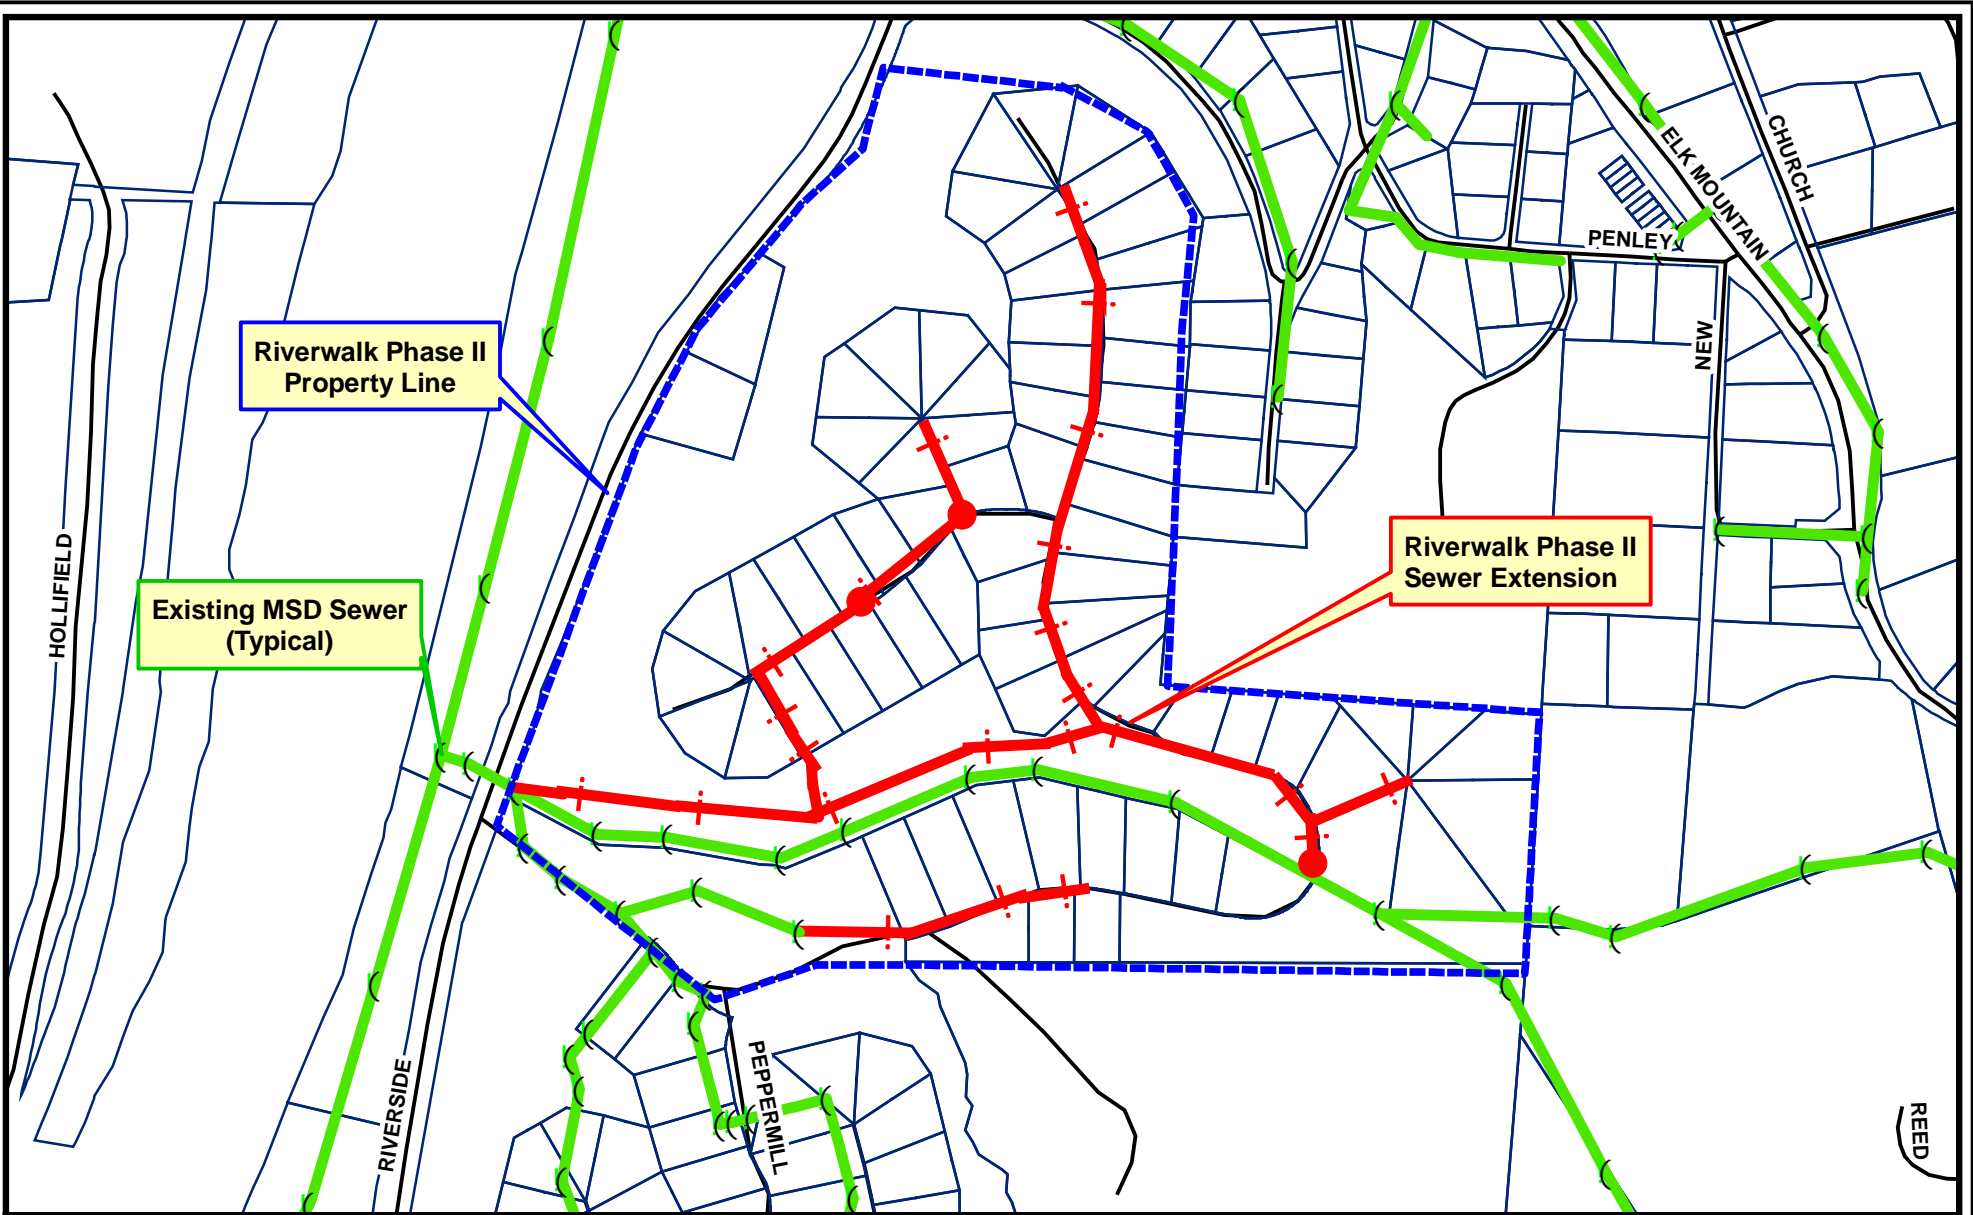 CHURCH
ELK MOUNTAIN
PENLEY
NEW
Riverwalk Phase II
Property Line
HOLLIFIELD
Riverwalk Phase II
Sewer Extension
Existing MSD Sewer
(Typical)
RIVERSIDE
PEPPERMILL
REED